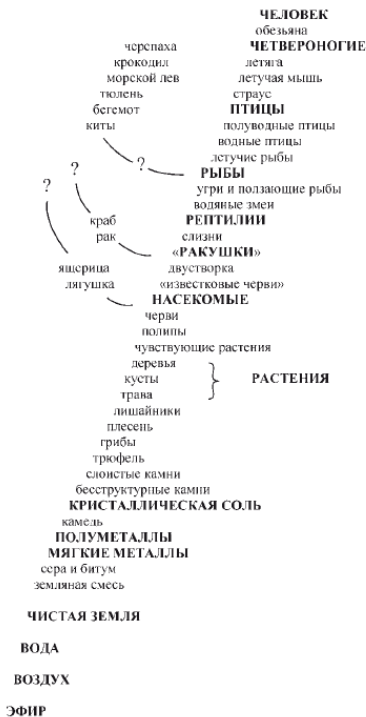 ЧЕЛОВЕК
обезьяна
черепаха ЧЕТВЕРОНОГИЕ
крокодил летяга
морской лев летучая мышь
тюлень страус
бегемот ПТИЦЫ
киты полуводные птицы
водные птицы
летучие рыбы
?
? РЫБЫ
? угри и ползающие рыбы
водяные змеи
краб РЕПТИЛИИ
рак слизни
«РАКУШКИ»
ящерица двустворка
лягушка «известковые черви»
НАСЕКОМЫЕ
черви
полипы
чувствующие растения
деревья
кусты РАСТЕНИЯ
трава
лишайники
плесень
грибы
трюфель
слоистые камни
бесструктурные камни
КРИСТАЛЛИЧЕСКАЯ СОЛЬ
камедь
ПОЛУМЕТАЛЛЫ
МЯГКИЕ МЕТАЛЛЫ
сера и битум
земляная смесь
ЧИСТАЯ ЗЕМЛЯ
ВОДА
ВОЗДУХ
ЭФИР